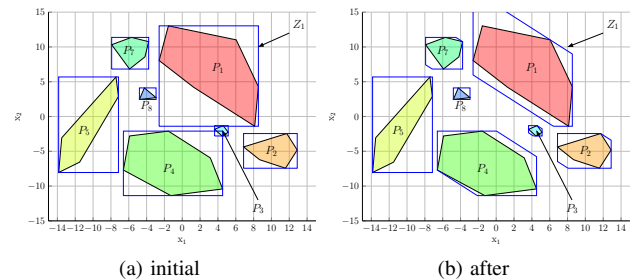 15
10
5
0
−5
−10
−15
x₂
−14 −12 −10 −8 −6 −4 −2 0 2 4 6 8 10 12 14
x₁
P₇
P₁
Z₁
P₈
P₅
P₄
P₂
P₃
(a) initial
15
10
5
0
−5
−10
−15
x₂
−14 −12 −10 −8 −6 −4 −2 0 2 4 6 8 10 12 14
x₁
P₇
P₁
Z₁
P₈
P₅
P₄
P₂
P₃
(b) after